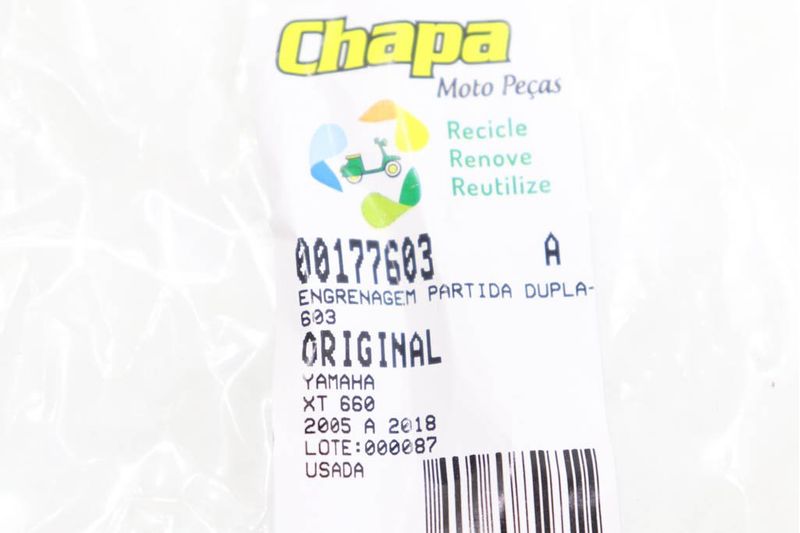 Chapa
Moto Peças
Recicle
Renove
Reutilize
00177603 A
ENGRENAGEM PARTIDA DUPLA-
603
ORIGINAL
YAMAHA
XT 660
2005 A 2018
LOTE:000087
USADA